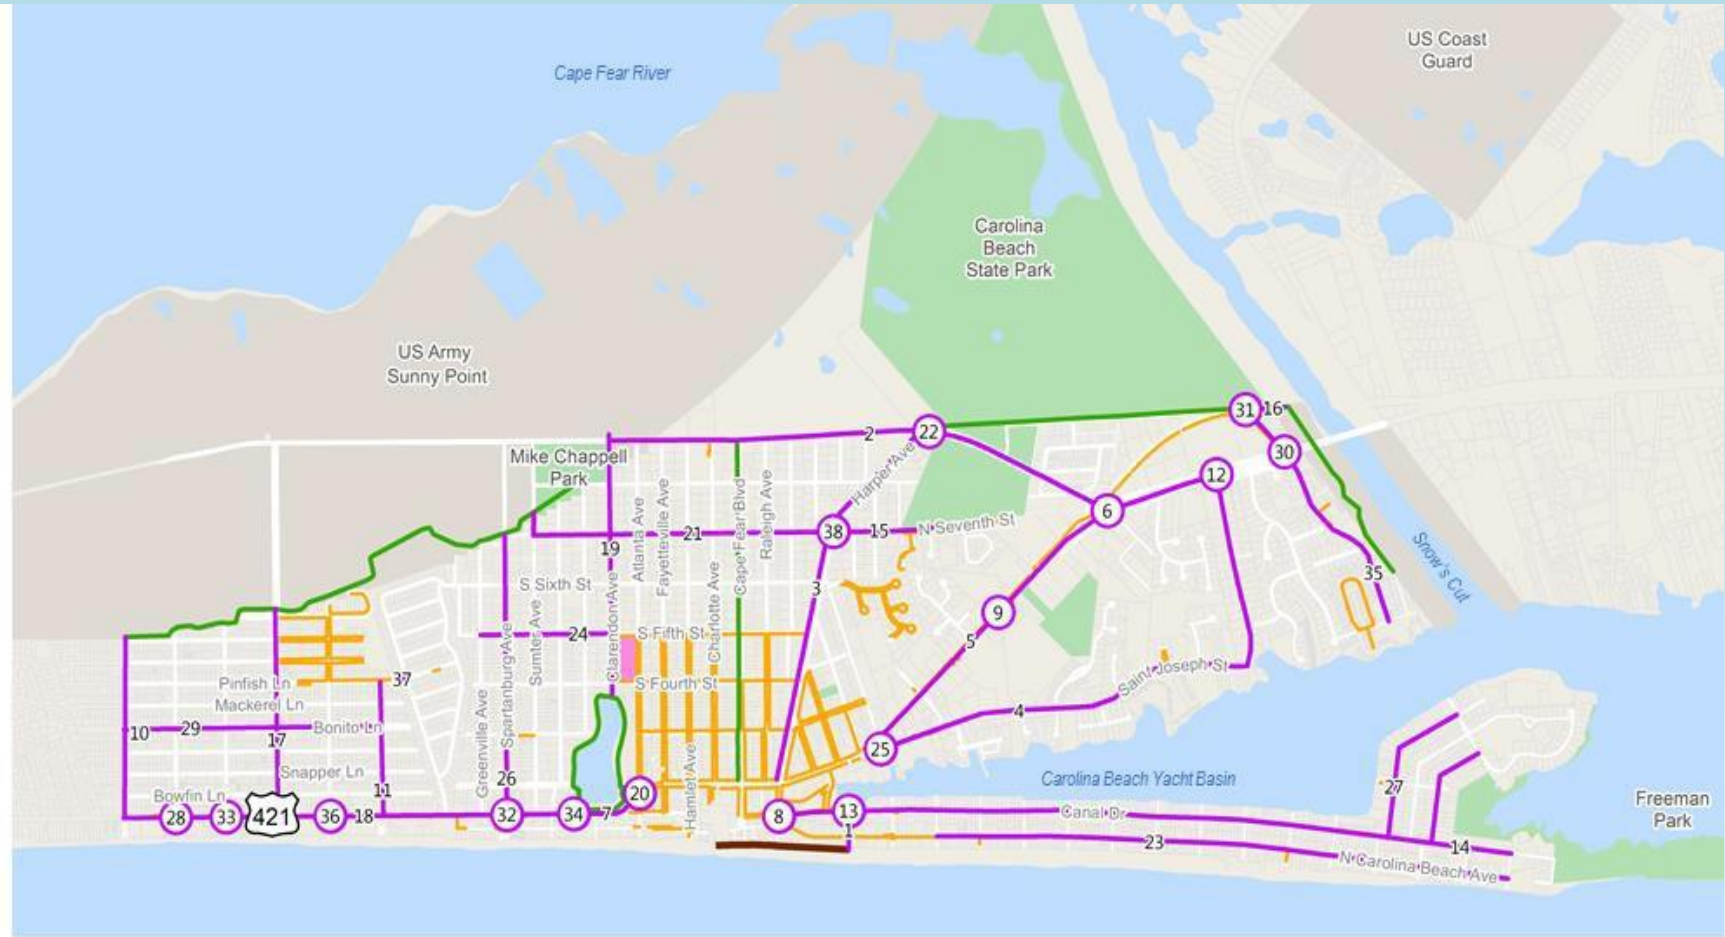 US Coast
Guard
Cape Fear River
Carolina
Beach
State Park
US Army
Sunny Point
31
16
2
22
30
Mike Chappell
Park
Harper Ave
12
6
Atlanta Ave
Fayetteville Ave
Cape Fear Blvd
Raleigh Ave
N Seventh St
21
38
15
19
Snow's Cut
S Sixth St
35
3
Charlotte Ave
Clarendon Ave
Sumter Ave
9
24
S Fifth St
5
Spartanburg Ave
Saint Joseph St
37
Pinfish Ln
S Fourth St
Mackerel Ln
4
10
29
Bonito Ln
17
Greenville Ave
25
Snapper Ln
26
Hamlet Ave
Carolina Beach Yacht Basin
27
11
Bowfin Ln
20
Freeman
Park
28
33
421
36
18
32
34
7
8
13
Canal Dr
1
23
14
N Carolina Beach Ave